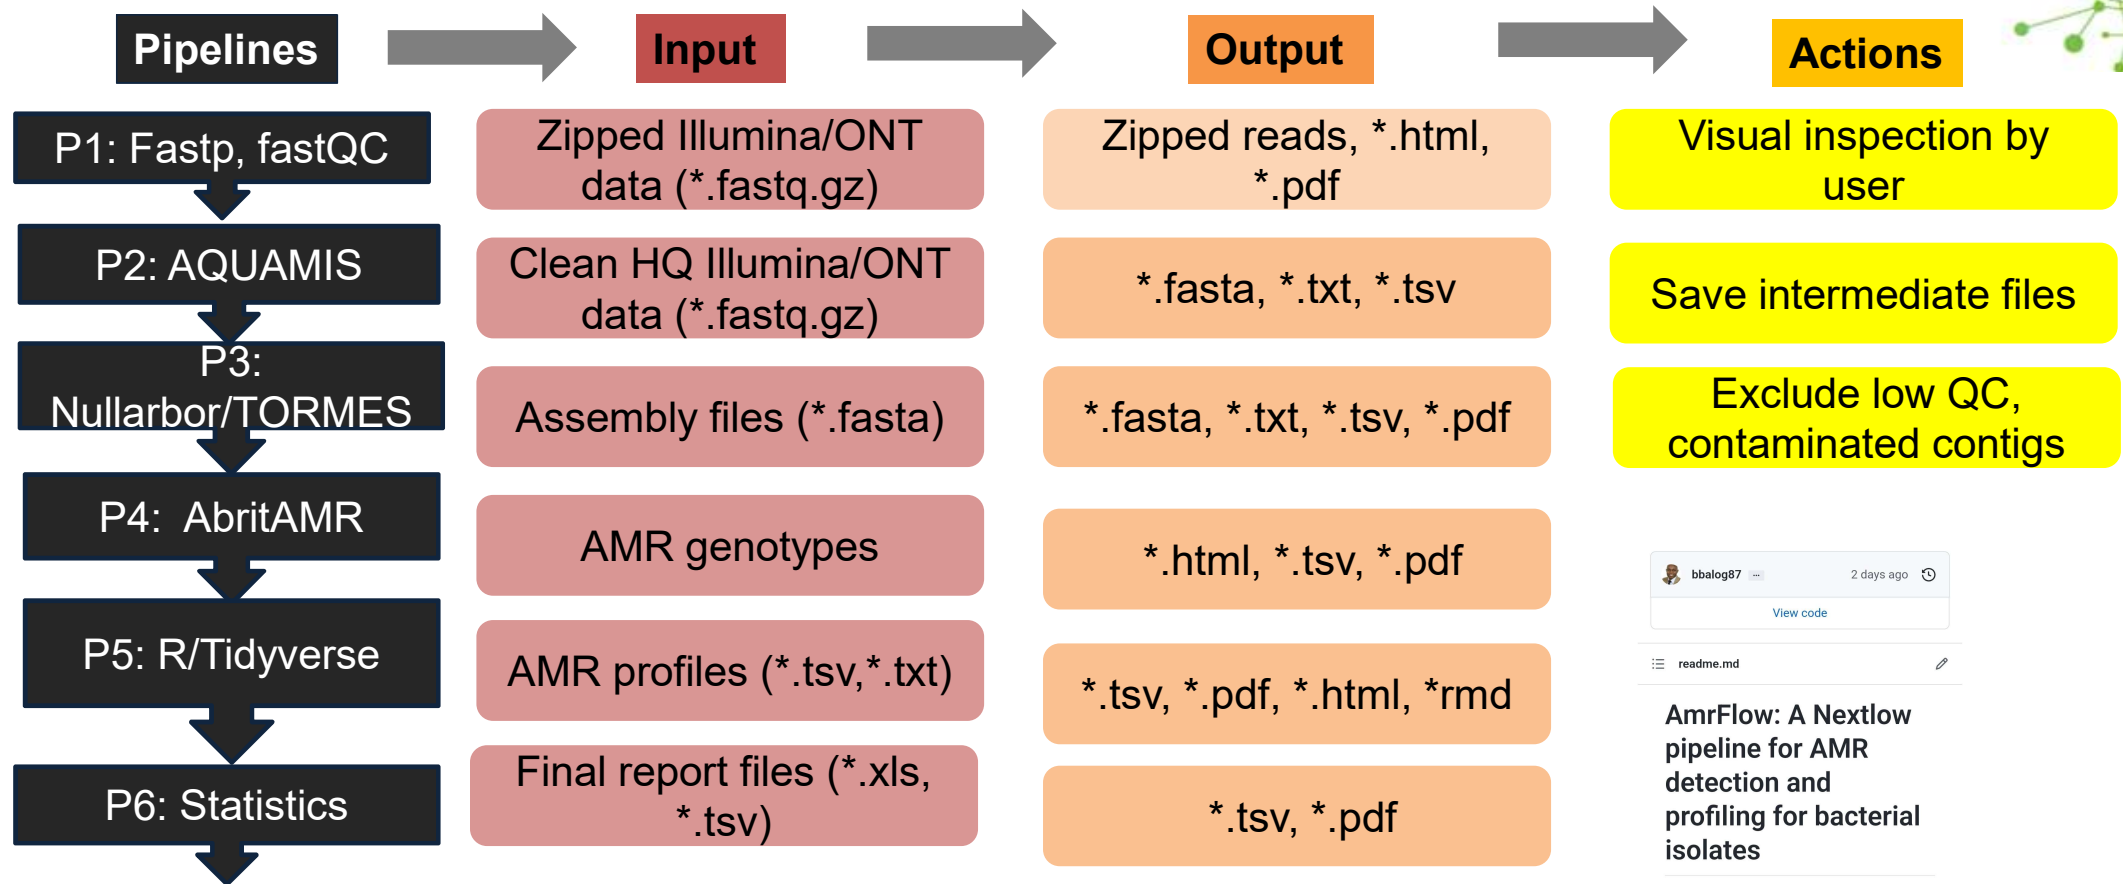 Pipelines
Input
Output
Actions
P1: Fastp, fastQC
Zipped Illumina/ONT
data (*.fastq.gz)
Zipped reads, *.html,
*.pdf
Visual inspection by
user
P2: AQUAMIS
Clean HQ Illumina/ONT
data (*.fastq.gz)
*.fasta, *.txt, *.tsv
Save intermediate files
P3:
Nullarbor/TORMES
Assembly files (*.fasta)
*.fasta, *.txt, *.tsv, *.pdf
Exclude low QC,
contaminated contigs
P4:  AbritAMR
AMR genotypes
*.html, *.tsv, *.pdf
P5: R/Tidyverse
AMR profiles (*.tsv,*.txt)
*.tsv, *.pdf, *.html, *rmd
P6: Statistics
Final report files (*.xls,
*.tsv)
*.tsv, *.pdf
bbalog87 ... 2 days ago
View code
readme.md
AmrFlow: A Nextlow
pipeline for AMR
detection and
profiling for bacterial
isolates